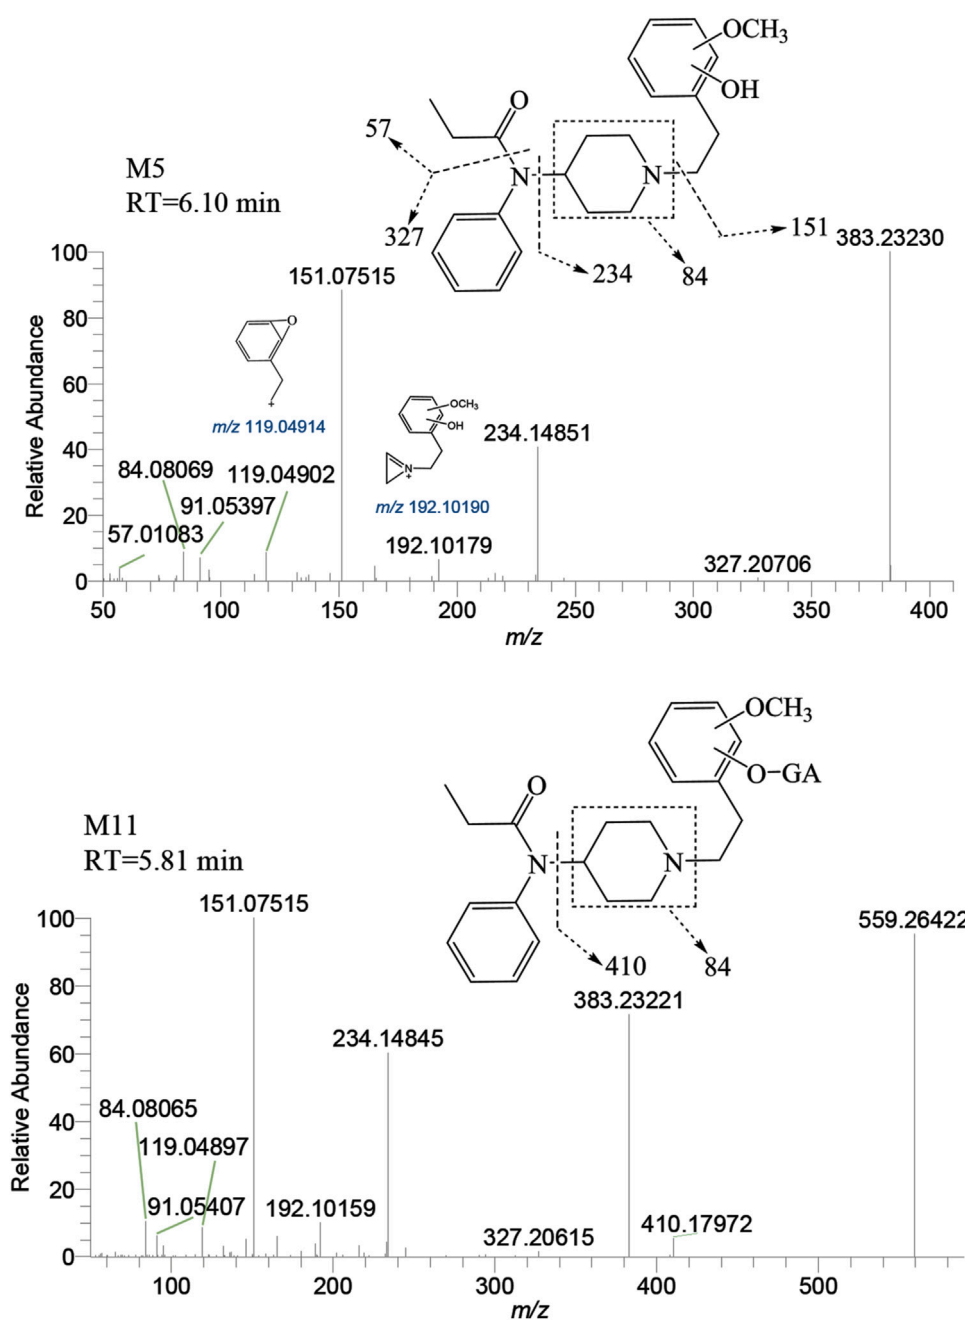 OCH3
OH
O
57
M5
RT=6.10 min
N
N
327
234
84
151
383.23230
100
151.07515
80
O
60
OCH3
OH
m/z 119.04914
N
+
+
234.14851
40
84.08069
119.04902
91.05397
m/z 192.10190
20
57.01083
192.10179
327.20706
0
50
100
150
200
250
300
350
400
m/z
Relative Abundance
OCH3
O-GA
O
M11
RT=5.81 min
N
N
410
84
151.07515
559.26422
100
383.23221
80
234.14845
60
84.08065
40
119.04897
20
91.05407
192.10159
327.20615
410.17972
0
100
200
300
400
500
m/z
Relative Abundance